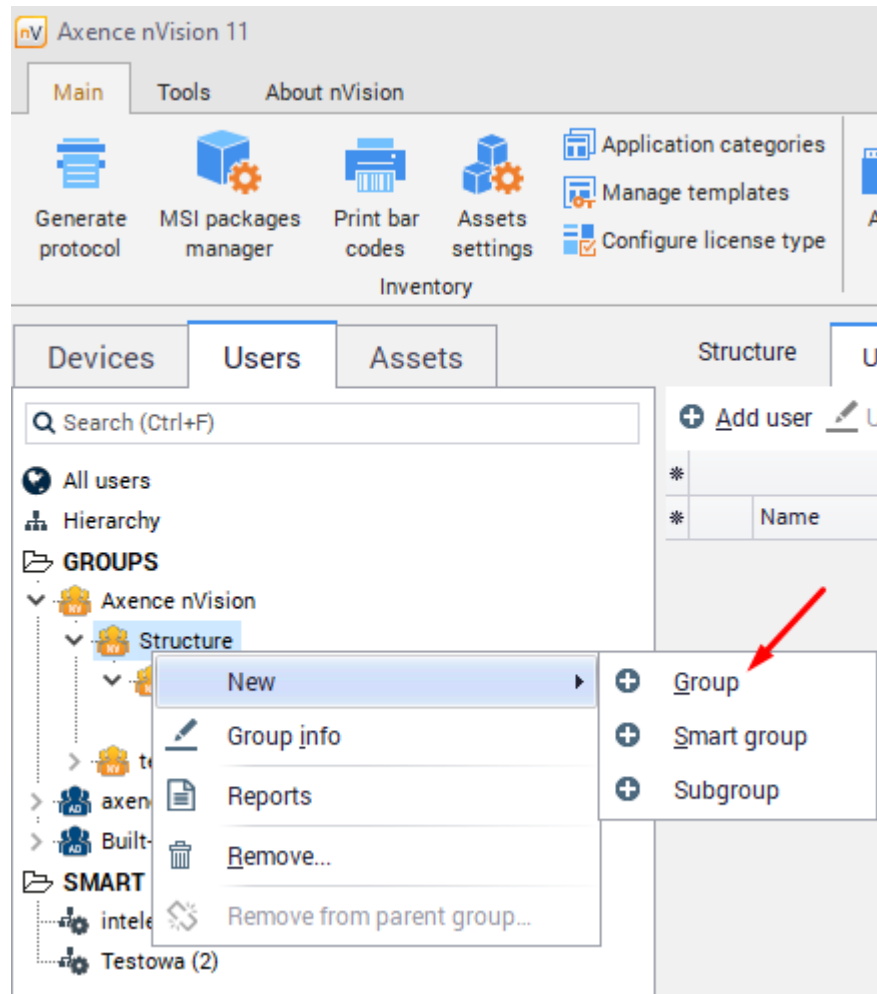 nV Axence nVision 11
Main Tools About nVision
Generate protocol
MSI packages manager
Print bar codes
Assets settings
Application categories
Manage templates
Configure license type
Inventory
Devices Users Assets
Structure
Search (Ctrl+F)
Add user
All users
Hierarchy
Name
GROUPS
Axence nVision
Structure
New
Group
Group info
Smart group
Reports
Subgroup
Remove...
Built-
SMART
Remove from parent group...
Testowa (2)